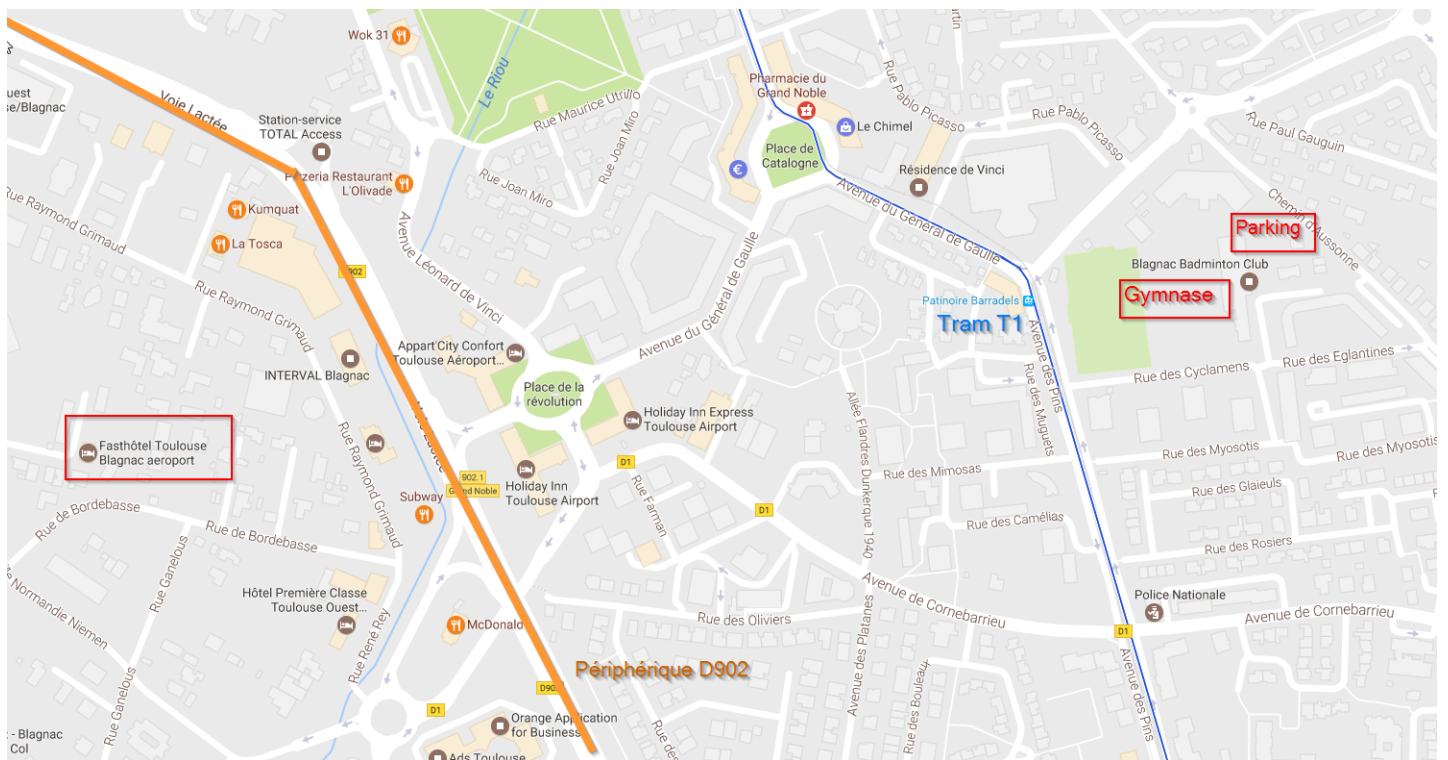 Wok 31
Le Riou
Pharmacie du
Grand Noble
Le Chimel
Rue Pablo Picasso
Rue Pablo Picasso
Rue Paul Gauguin
Voie Lactée
Station-service
TOTAL Access
Rue Maurice Utrillo
Rue Joan Miro
Rue Joan Miro
Place de
Catalogne
Résidence de Vinci
L'Olivade
Restaurant
Kumquat
La Tosca
Rue Raymond Grimaud
Rue Raymond Grimaud
Rue Raymond Grimaud
Avenue Léonard de Vinci
Avenue du Général de Gaulle
Avenue du Général de Gaulle
Chemin d'Aussonne
Parking
Blagnac Badminton Club
Gymnase
Patinoire Barradels
Tram T1
Appart'City Confort
Toulouse Aéroport...
INTERVAL Blagnac
Place de la
révolution
Holiday Inn Express
Toulouse Airport
Holiday Inn
Toulouse Airport
Fasthôtel Toulouse
Blagnac aeroport
Avenue des Pins
Rue des Muguets
Rue des Cyclamens
Rue des Eglantines
Rue des Myosotis
Rue des Myosotis
Rue des Mimosas
Rue des Glaieuls
Rue des Camélias
Rue des Rosiers
Allée Flandres Dunkerque 1940
D1
D1
902.1
Grand Noble
Subway
Rue Farman
Rue de Bordebasse
Rue de Bordebasse
Rue Ganelous
Rue Ganelous
Normandie Niemen
Hôtel Première Classe
Toulouse Ouest...
McDonald
Rue René Rey
Rue des Oliviers
Avenue de Cornebarrieu
Avenue de Cornebarrieu
Police Nationale
D1
Avenue des Platanes
Rue des Bouleaux
Avenue des Pins
Périphérique D902
D1
Orange Application
for Business
Ads Toulouse
- Blagnac
Col